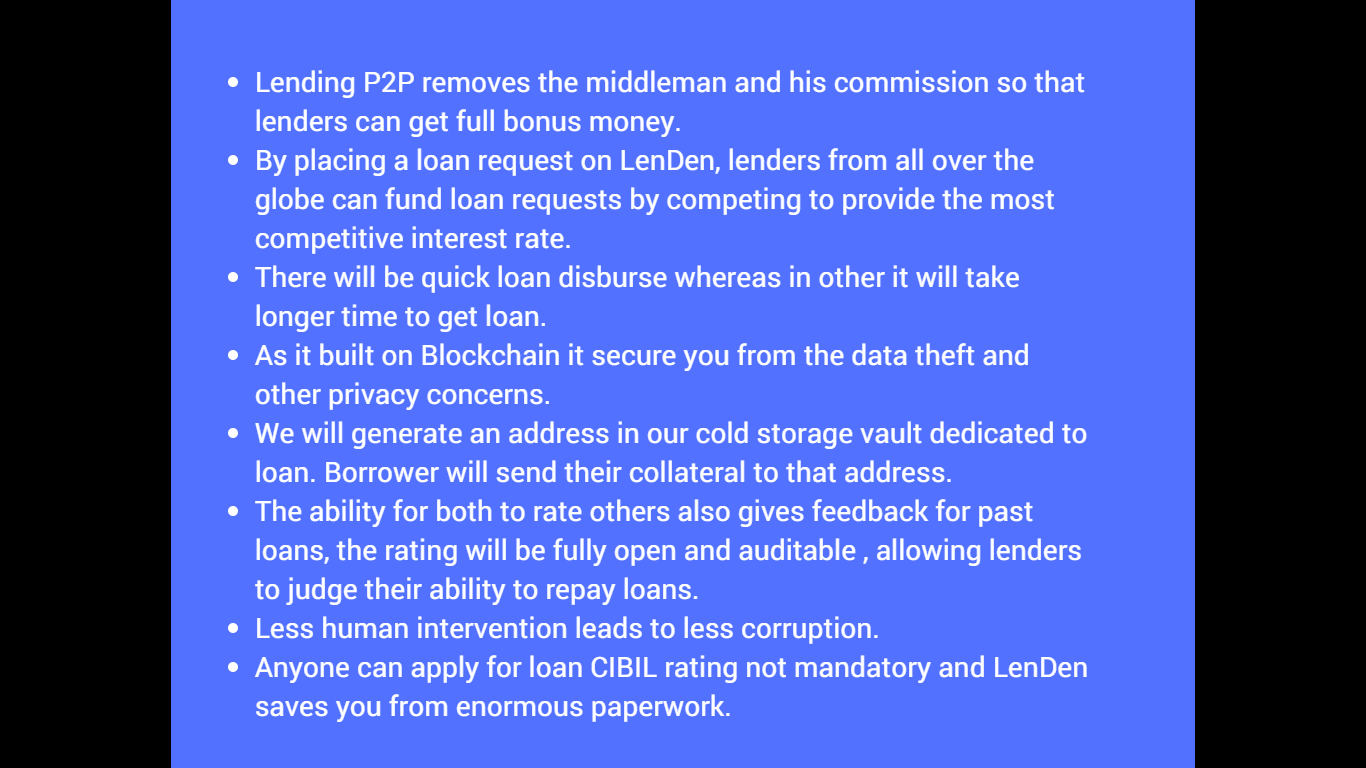 • Lending P2P removes the middleman and his commission so that
lenders can get full bonus money.
• By placing a loan request on LenDen, lenders from all over the
globe can fund loan requests by competing to provide the most
competitive interest rate.
• There will be quick loan disburse whereas in other it will take
longer time to get loan.
• As it built on Blockchain it secure you from the data theft and
other privacy concerns.
• We will generate an address in our cold storage vault dedicated to
loan. Borrower will send their collateral to that address.
• The ability for both to rate others also gives feedback for past
loans, the rating will be fully open and auditable , allowing lenders
to judge their ability to repay loans.
• Less human intervention leads to less corruption.
• Anyone can apply for loan CIBIL rating not mandatory and LenDen
saves you from enormous paperwork.